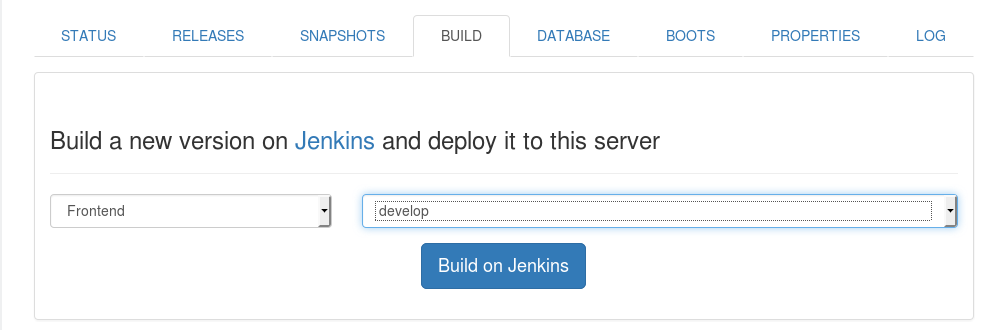 STATUS RELEASES SNAPSHOTS BUILD DATABASE BOOTS PROPERTIES LOG
Build a new version on Jenkins and deploy it to this server
Frontend develop
Build on Jenkins